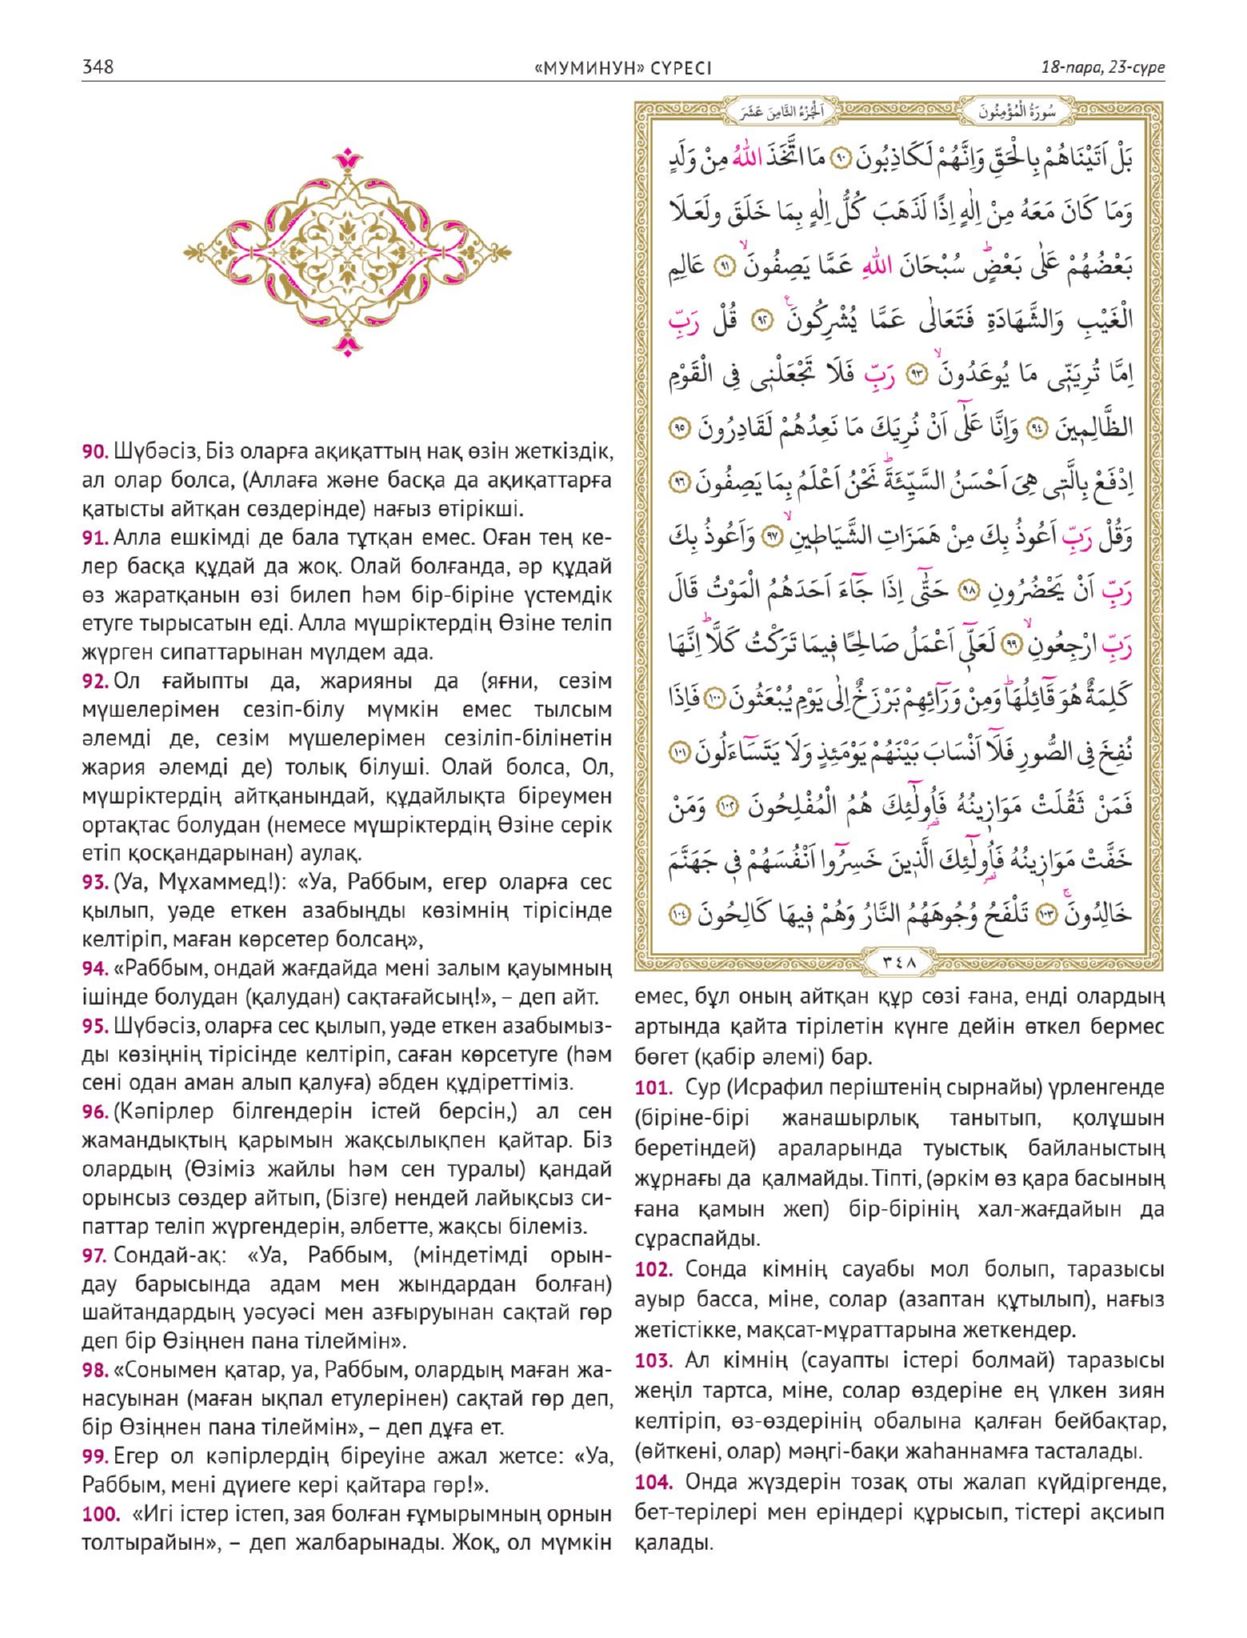 348
«МУМИНУН» СҮРЕСІ
18-пара, 23-сүре
90. Шүбәсіз, Біз оларға ақиқаттың нақ өзін жеткіздік,
ал олар болса, (Аллаға және басқа да ақиқаттарға
қатысты айтқан сөздерінде) нағыз өтірікші.
91. Алла ешкімді де бала тұтқан емес. Оған тең ке-
лер басқа құдай да жоқ. Олай болғанда, әр құдай
өз жаратқанын өзі билеп һәм бір-біріне үстемдік
етуге тырысатын еді. Алла мүшріктердің Өзіне теліп
жүрген сипаттарынан мүлдем ада.
92. Ол ғайыпты да, жарияны да (яғни, сезім
мүшелерімен сезіп-білу мүмкін емес тылсым
әлемді де, сезім мүшелерімен сезіліп-білінетін
жария әлемді де) толық білуші. Олай болса, Ол,
мүшріктердің айтқанындай, құдайлықта біреумен
ортақтас болудан (немесе мүшріктердің Өзіне серік
етіп қосқандарынан) аулақ.
93. (Уа, Мұхаммед!): «Уа, Раббым, егер оларға сес
қылып, уәде еткен азабыңды көзімнің тірісінде
келтіріп, маған көрсетер болсаң»,
94. «Раббым, ондай жағдайда мені залым қауымның
ішінде болудан (қалудан) сақтағайсың!», – деп айт.
95. Шүбәсіз, оларға сес қылып, уәде еткен азабымыз-
ды көзіңнің тірісінде келтіріп, саған көрсетуге (һәм
сені одан аман алып қалуға) әбден құдіреттіміз.
96. (Кәпірлер білгендерін істей берсін,) ал сен
жамандықтың қарымын жақсылықпен қайтар. Біз
олардың (Өзіміз жайлы һәм сен туралы) қандай
орынсыз сөздер айтып, (Бізге) нендей лайықсыз си-
паттар теліп жүргендерін, әлбетте, жақсы білеміз.
97. Сондай-ақ: «Уа, Раббым, (міндетімді орын-
дау барысында адам мен жындардан болған)
шайтандардың уәсуәсі мен азғыруынан сақтай гөр
деп бір Өзіңнен пана тілеймін».
98. «Сонымен қатар, уа, Раббым, олардың маған жа-
насуынан (маған ықпал етулерінен) сақтай гөр деп,
бір Өзіңнен пана тілеймін», – деп дұға ет.
99. Егер ол кәпірлердің біреуіне ажал жетсе: «Уа,
Раббым, мені дүниеге кері қайтара гөр!».
100. «Игі істер істеп, зая болған ғұмырымның орнын
толтырайын», – деп жалбарынады. Жоқ, ол мүмкін
سُورَةُ الْمُؤْمِنُونَ
اَلْجُزْءُ الثَّامِنَ عَشَرَ
بَلْ اَتَيْنَاهُمْ بِالْحَقِّ وَاِنَّهُمْ لَكَاذِبُونَ ٩٠ مَا اتَّخَذَ اللّٰهُ مِنْ وَلَدٍ
وَمَا كَانَ مَعَهُ مِنْ اِلٰهٍ اِذًا لَذَهَبَ كُلُّ اِلٰهٍ بِمَا خَلَقَ وَلَعَلَا
بَعْضُهُمْ عَلٰى بَعْضٍۜ سُبْحَانَ اللّٰهِ عَمَّا يَصِفُونَۙ ٩١ عَالِمِ
الْغَيْبِ وَالشَّهَادَةِ فَتَعَالٰى عَمَّا يُشْرِكُونَ۟ ٩٢ قُلْ رَبِّ
اِمَّا تُرِيَنّ۪ى مَا يُوعَدُونَۙ ٩٣ رَبِّ فَلَا تَجْعَلْن۪ى فِى الْقَوْمِ
الظَّالِم۪ينَ ٩٤ وَاِنَّا عَلٰٓى اَنْ نُرِيَكَ مَا نَعِدُهُمْ لَقَادِرُونَ ٩٥
اِدْفَعْ بِالَّت۪ى هِىَ اَحْسَنُ السَّيِّئَةَۜ نَحْنُ اَعْلَمُ بِمَا يَصِفُونَ ٩٦
وَقُلْ رَبِّ اَعُوذُ بِكَ مِنْ هَمَزَاتِ الشَّيَاط۪ينِۙ ٩٧ وَاَعُوذُ بِكَ
رَبِّ اَنْ يَحْضُرُونِ ٩٨ حَتّٰٓى اِذَا جَٓاءَ اَحَدَهُمُ الْمَوْتُ قَالَ
رَبِّ ارْجِعُونِۙ ٩٩ لَعَلّ۪ٓى اَعْمَلُ صَالِحًا ف۪يمَا تَرَكْتُ كَلَّاۜ اِنَّهَا
كَلِمَةٌ هُوَ قَٓائِلُهَاۜ وَمِنْ وَرَٓائِهِمْ بَرْزَخٌ اِلٰى يَوْمِ يُبْعَثُونَ ١٠٠ فَاِذَا
نُفِخَ فِى الصُّورِ فَلَٓا اَنْسَابَ بَيْنَهُمْ يَوْمَئِذٍ وَلَا يَتَسَٓاءَلُونَ ١٠١
فَمَنْ ثَقُلَتْ مَوَاز۪ينُهُ فَاُو۬لٰٓئِكَ هُمُ الْمُفْلِحُونَ ١٠٢ وَمَنْ
خَفَّتْ مَوَاز۪ينُهُ فَاُو۬لٰٓئِكَ الَّذ۪ينَ خَسِرُٓوا اَنْفُسَهُمْ ف۪ى جَهَنَّمَ
خَالِدُونَۚ ١٠٣ تَلْفَحُ وُجُوهَهُمُ النَّارُ وَهُمْ ف۪يهَا كَالِحُونَ ١٠٤
٣٤٨
емес, бұл оның айтқан құр сөзі ғана, енді олардың
артында қайта тірілетін күнге дейін өткел бермес
бөгет (қабір әлемі) бар.
101. Сур (Исрафил періштенің сырнайы) үрленгенде
(біріне-бірі жанашырлық танытып, қолұшын
беретіндей) араларында туыстық байланыстың
жұрнағы да қалмайды. Тіпті, (әркім өз қара басының
ғана қамын жеп) бір-бірінің хал-жағдайын да
сұраспайды.
102. Сонда кімнің сауабы мол болып, таразысы
ауыр басса, міне, солар (азаптан құтылып), нағыз
жетістікке, мақсат-мұраттарына жеткендер.
103. Ал кімнің (сауапты істері болмай) таразысы
жеңіл тартса, міне, солар өздеріне ең үлкен зиян
келтіріп, өз-өздерінің обалына қалған бейбақтар,
(өйткені, олар) мәңгі-бақи жаһаннамға тасталады.
104. Онда жүздерін тозақ оты жалап күйдіргенде,
бет-терілері мен еріндері құрысып, тістері ақсиып
қалады.